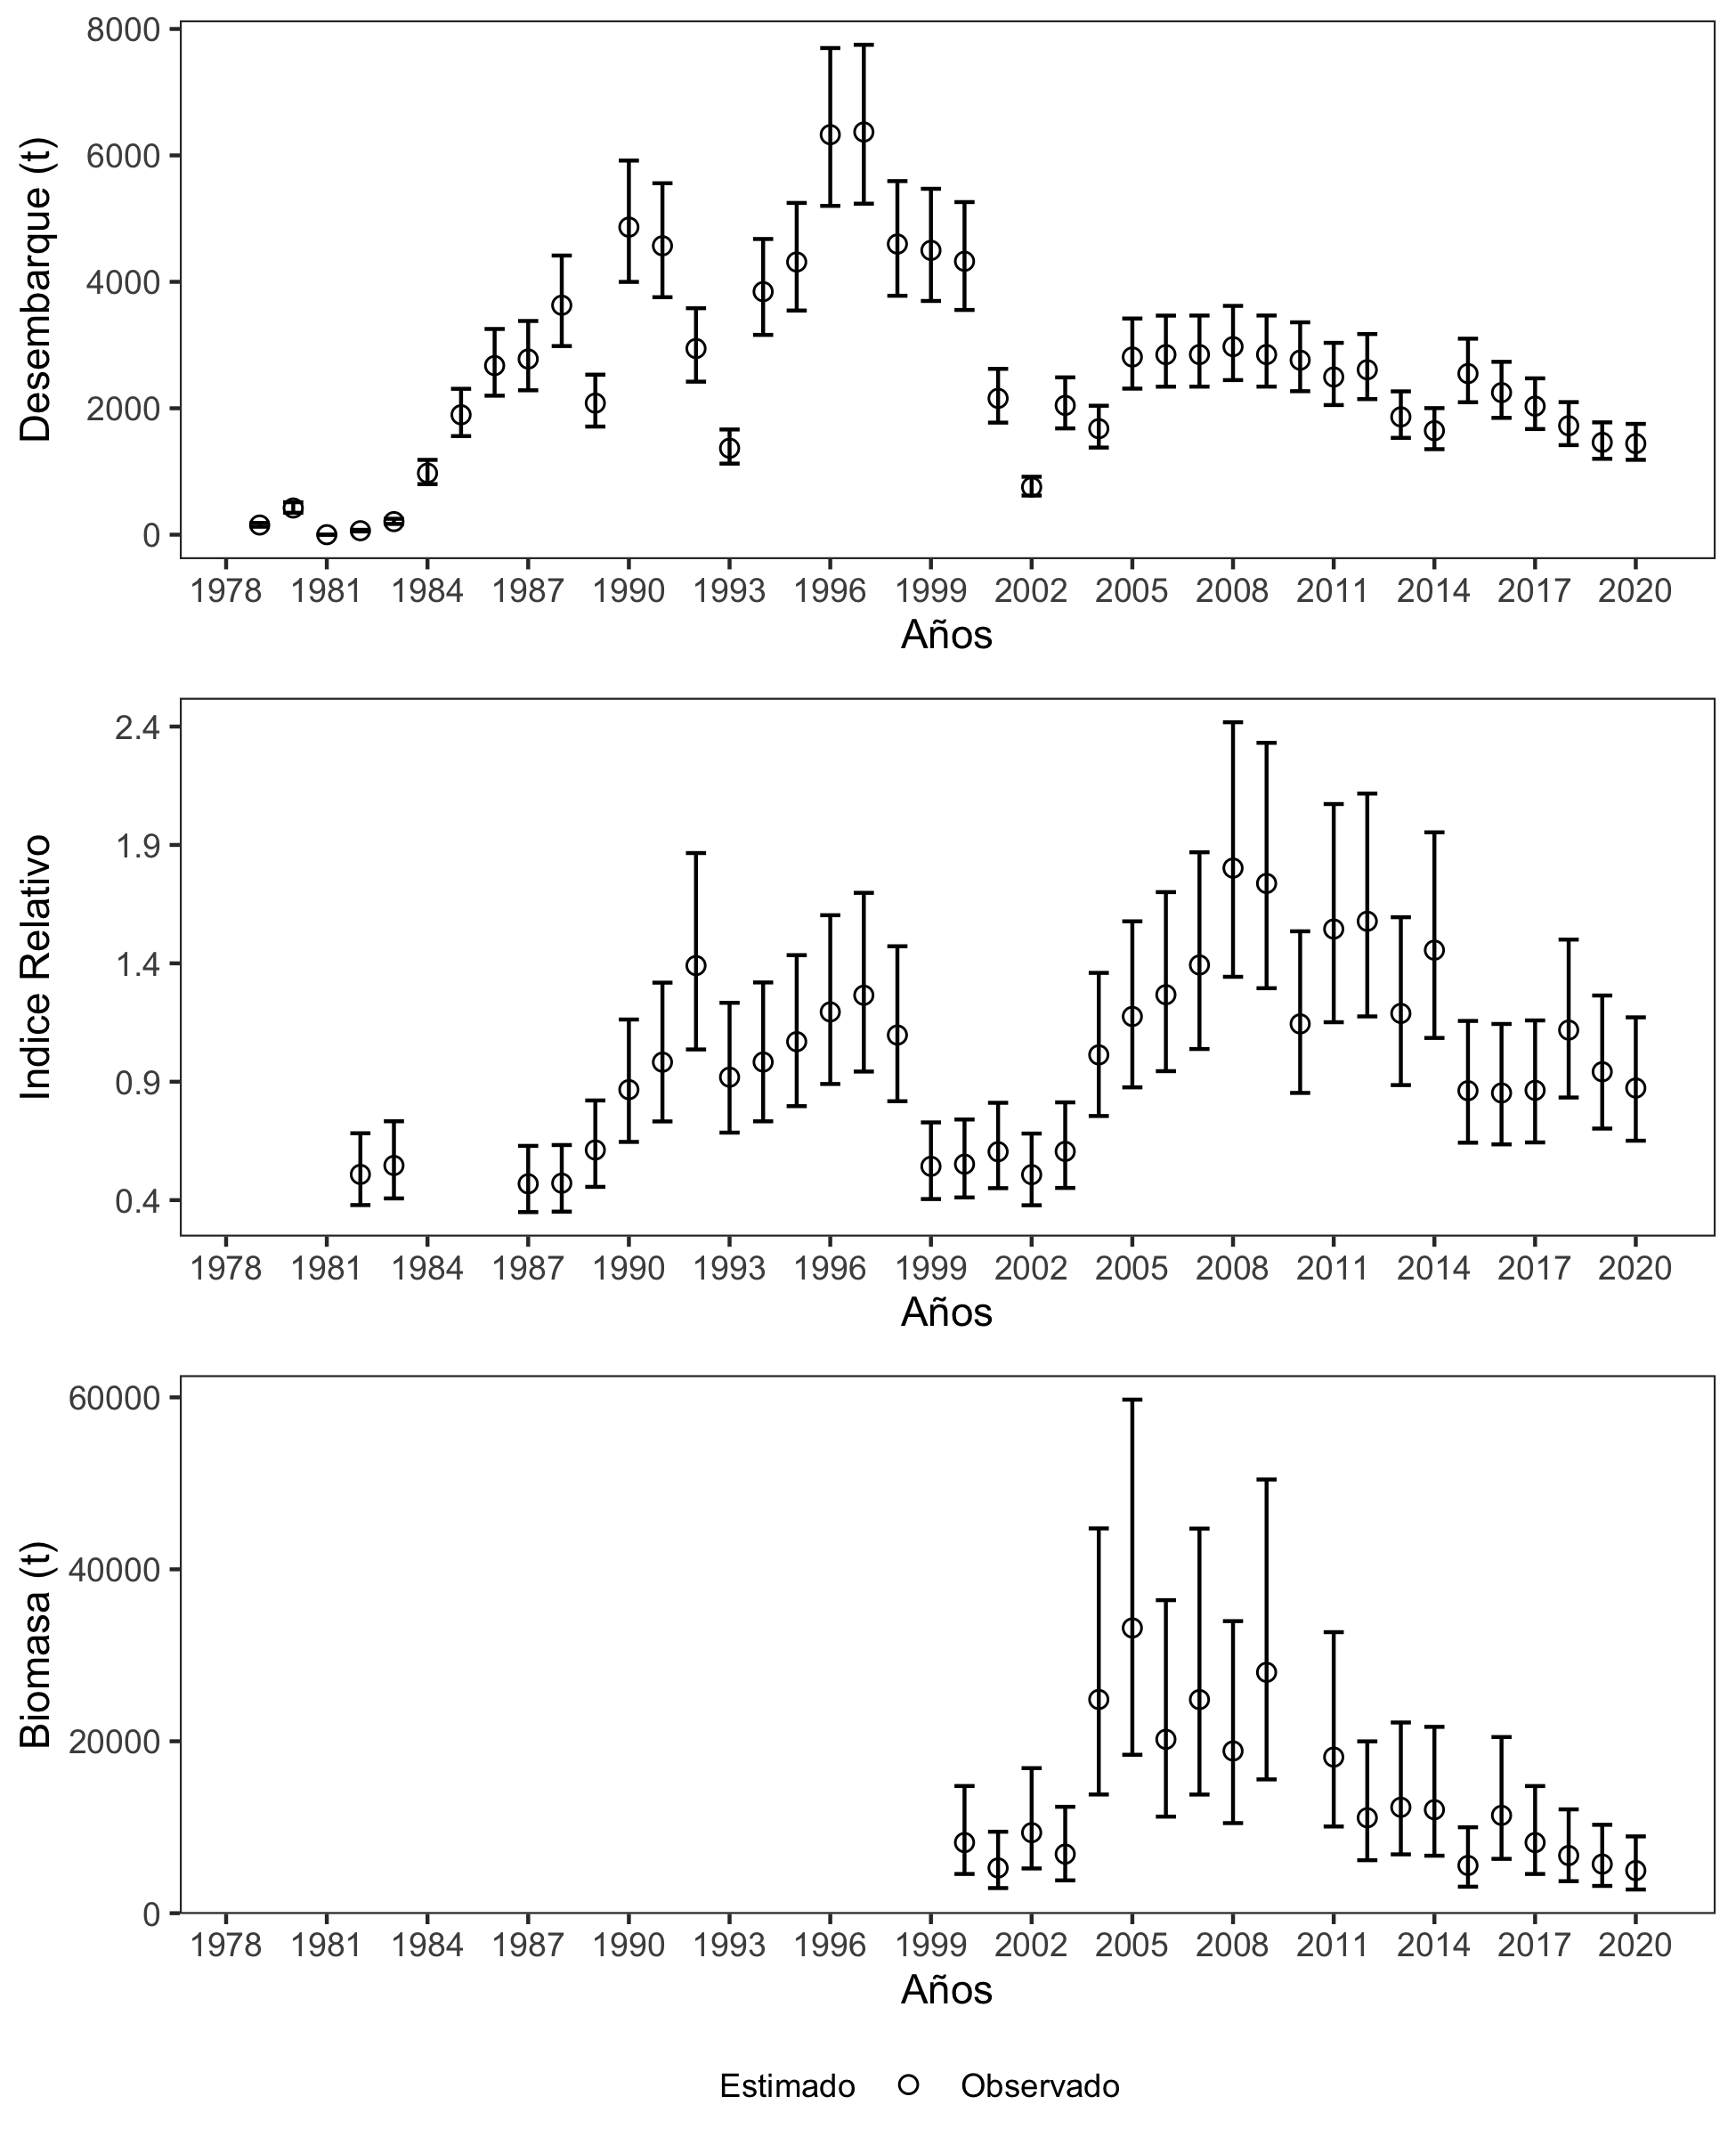 Desembarque (t)
8000
6000
4000
2000
0
1978 1981 1984 1987 1990 1993 1996 1999 2002 2005 2008 2011 2014 2017 2020
Años
Indice Relativo
2.4
1.9
1.4
0.9
0.4
1978 1981 1984 1987 1990 1993 1996 1999 2002 2005 2008 2011 2014 2017 2020
Años
Biomasa (t)
60000
40000
20000
0
1978 1981 1984 1987 1990 1993 1996 1999 2002 2005 2008 2011 2014 2017 2020
Años
Estimado Observado